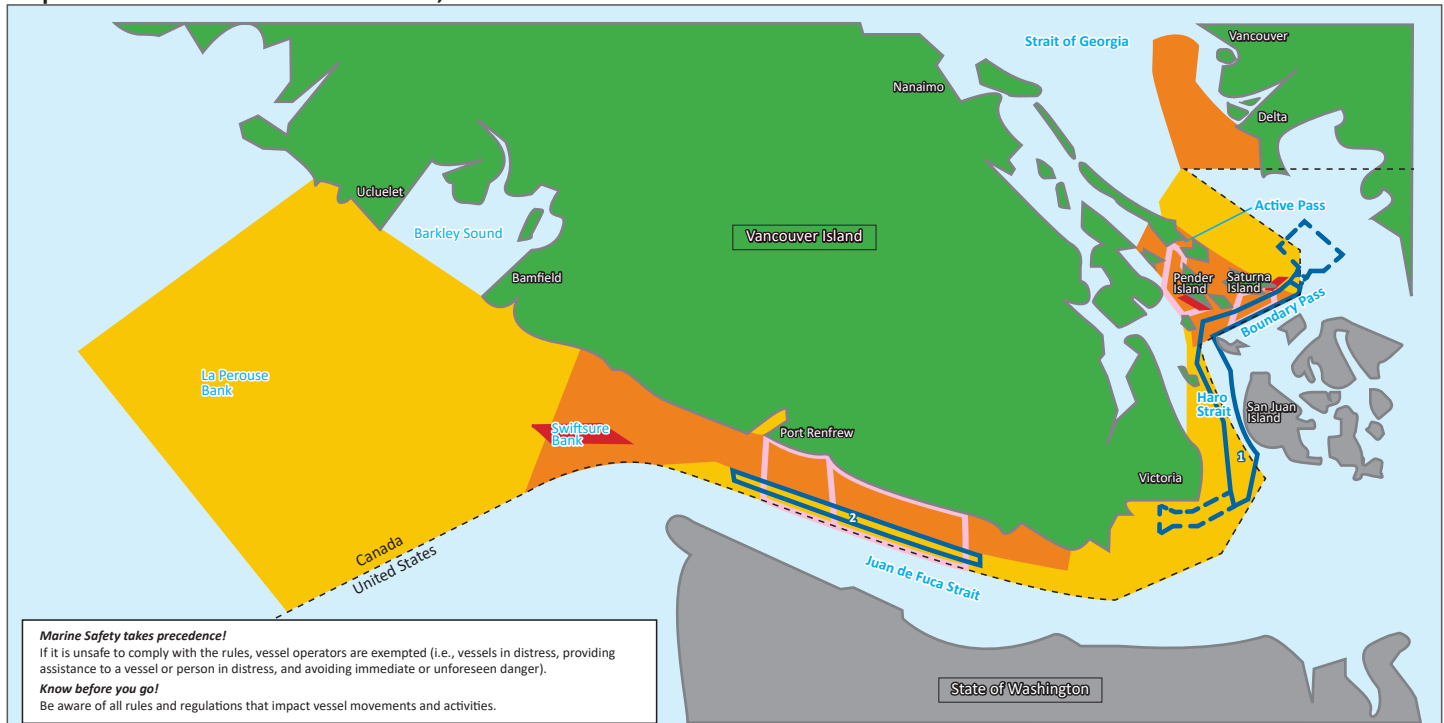 Strait of Georgia
Vancouver
Nanaimo
Delta
Ucluelet
Active Pass
Barkley Sound
Vancouver Island
Bamfield
Pender
Island
Saturna
Island
Boundary Pass
La Perouse
Bank
Haro
Strait
San Juan
Island
Swiftsure
Bank
Port Renfrew
1
Victoria
2
Canada
United States
Juan de Fuca Strait
Marine Safety takes precedence!
If it is unsafe to comply with the rules, vessel operators are exempted (i.e., vessels in distress, providing
assistance to a vessel or person in distress, and avoiding immediate or unforeseen danger).
Know before you go!
Be aware of all rules and regulations that impact vessel movements and activities.
State of Washington